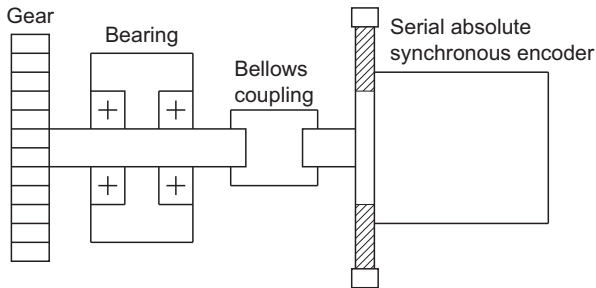 Gear
Bearing
Bellows
coupling
Serial absolute
synchronous encoder